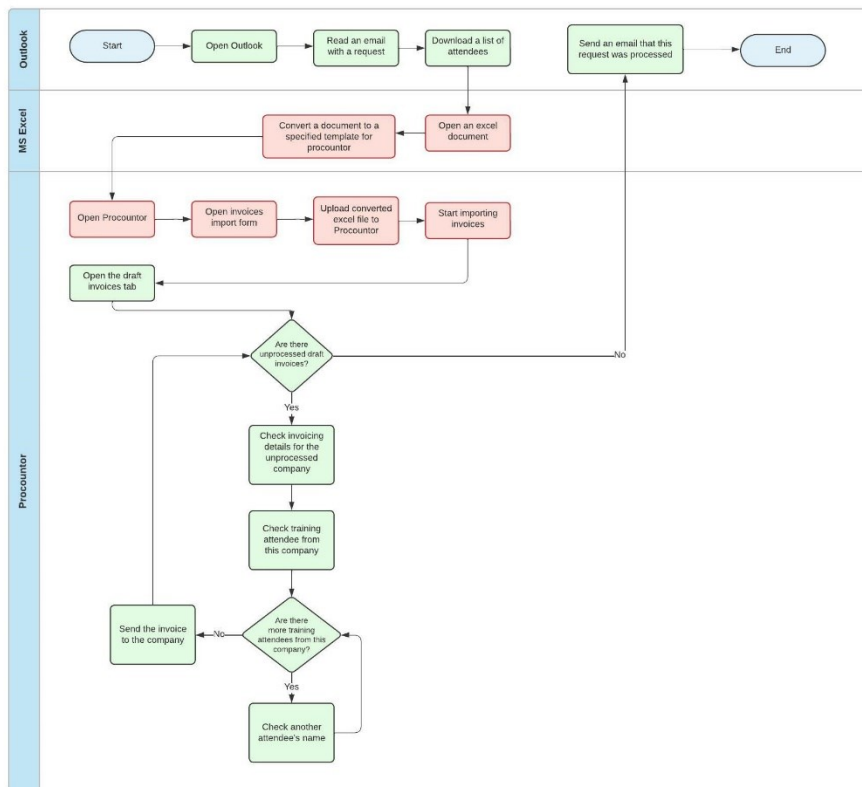 Outlook
Start
Open Outlook
Read an email
with a request
Download a list of
attendees
Send an email that this
request was processed
End
MS Excel
Convert a document to a
specified template for
procountor
Open an excel
document
Procountor
Open Procountor
Open invoices
import form
Upload converted
excel file to
Procountor
Start importing
invoices
Open the draft
invoices tab
Are there
unprocessed draft
invoices?
No
Yes
Check invoicing
details for the
unprocessed
company
Check training
attendee from
this company
Are there
more training
attendees from this
company?
No
Send the invoice
to the company
Yes
Check another
attendee's name